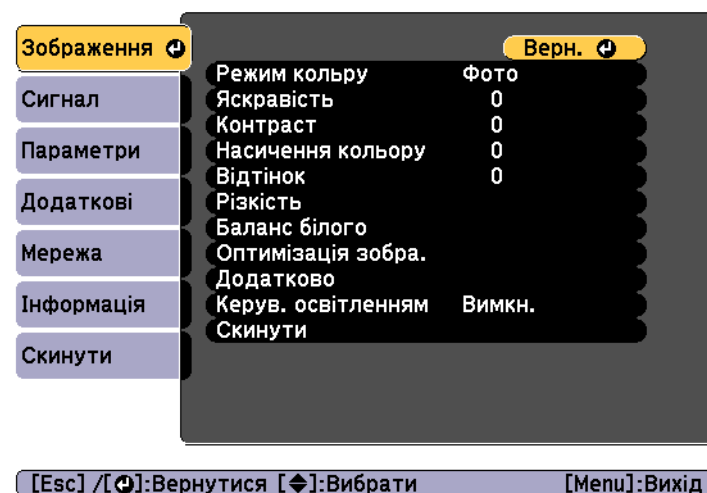 Зображення
Верн.
Режим кольру Фото
Яскравість 0
Контраст 0
Насичення кольору 0
Відтінок 0
Різкість
Баланс білого
Оптимізація зобра.
Додатково
Керув. освітленням Вимкн.
Скинути
Сигнал
Параметри
Додаткові
Мережа
Інформація
Скинути
[Esc] /[⏎]:Вернутися [◆]:Вибрати [Menu]:Вихід